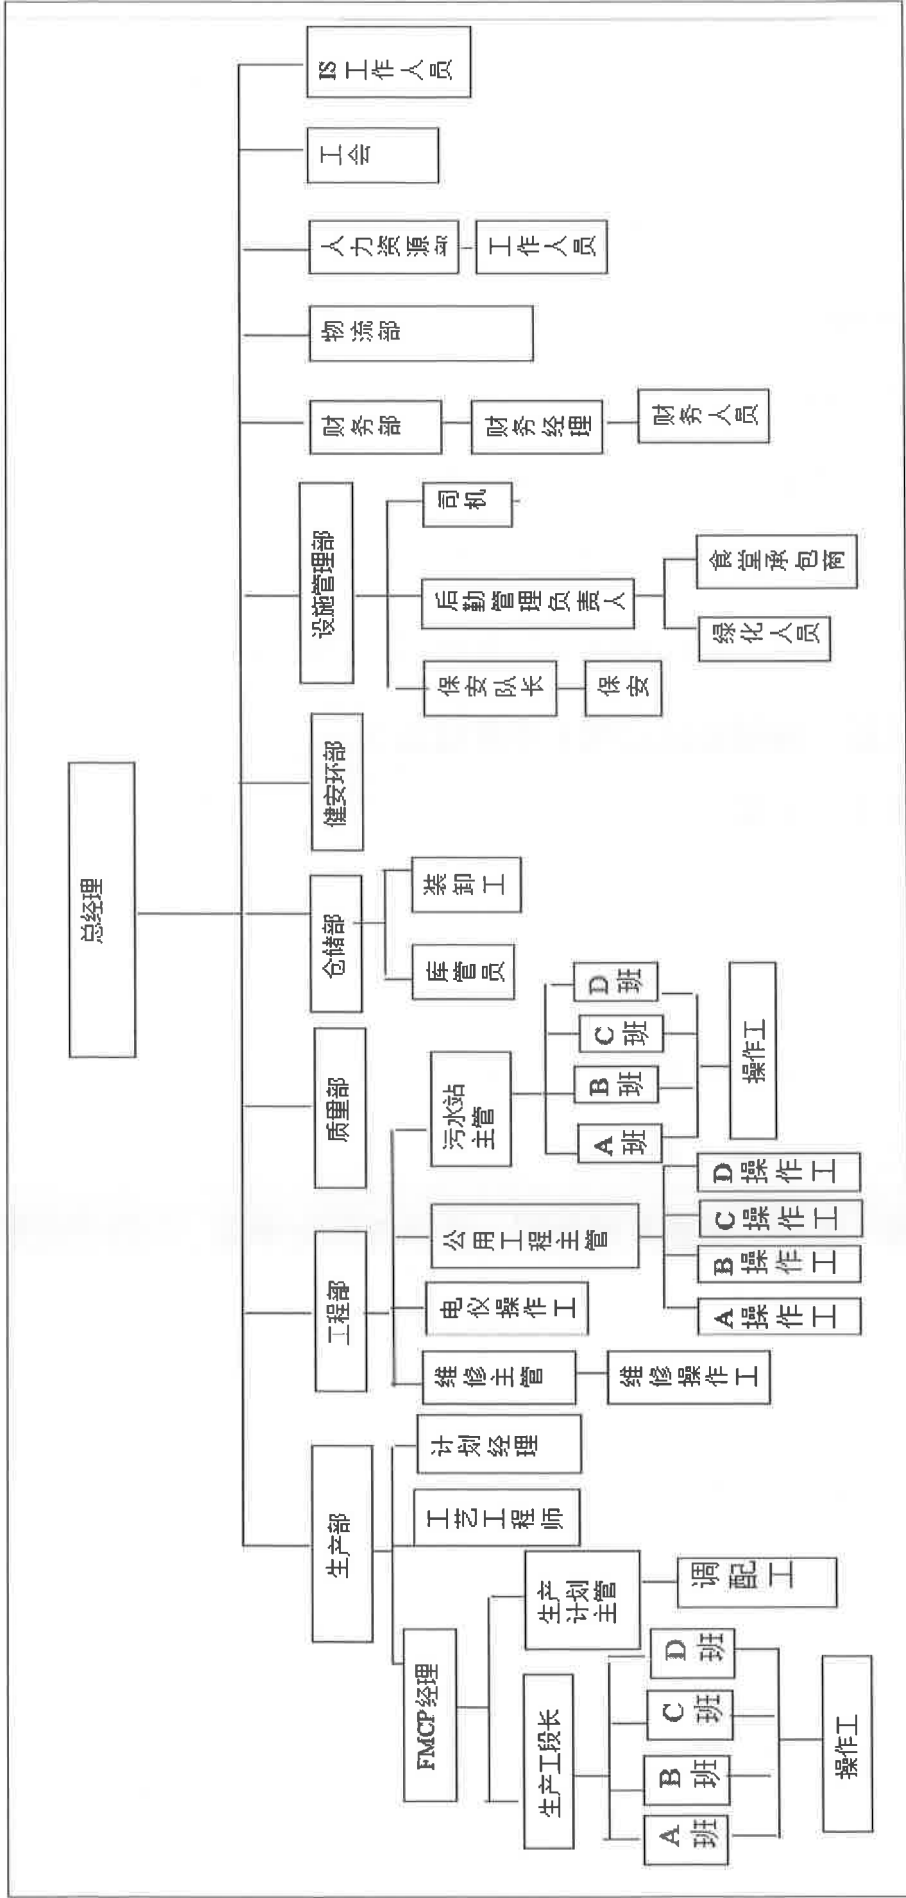 总经理
生产部
工程部
质量部
仓储部
健安环部
设施管理部
财务部
物流部
人力资源部
工会
IS工作人员
FMCP经理
工艺工程师
计划经理
维修主管
电仪操作工
公用工程主管
污水站
主管
库管员
装卸工
保安队长
后勤管理负责人
司机
财务经理
工作人员
生产工段长
生产
计划
主管
维修操作工
A
班
B
班
C
班
D
班
保安
绿化人员
食堂承包商
财务人员
A
班
B
班
C
班
D
班
调配工
A操作工
B操作工
C操作工
D操作工
操作工
操作工